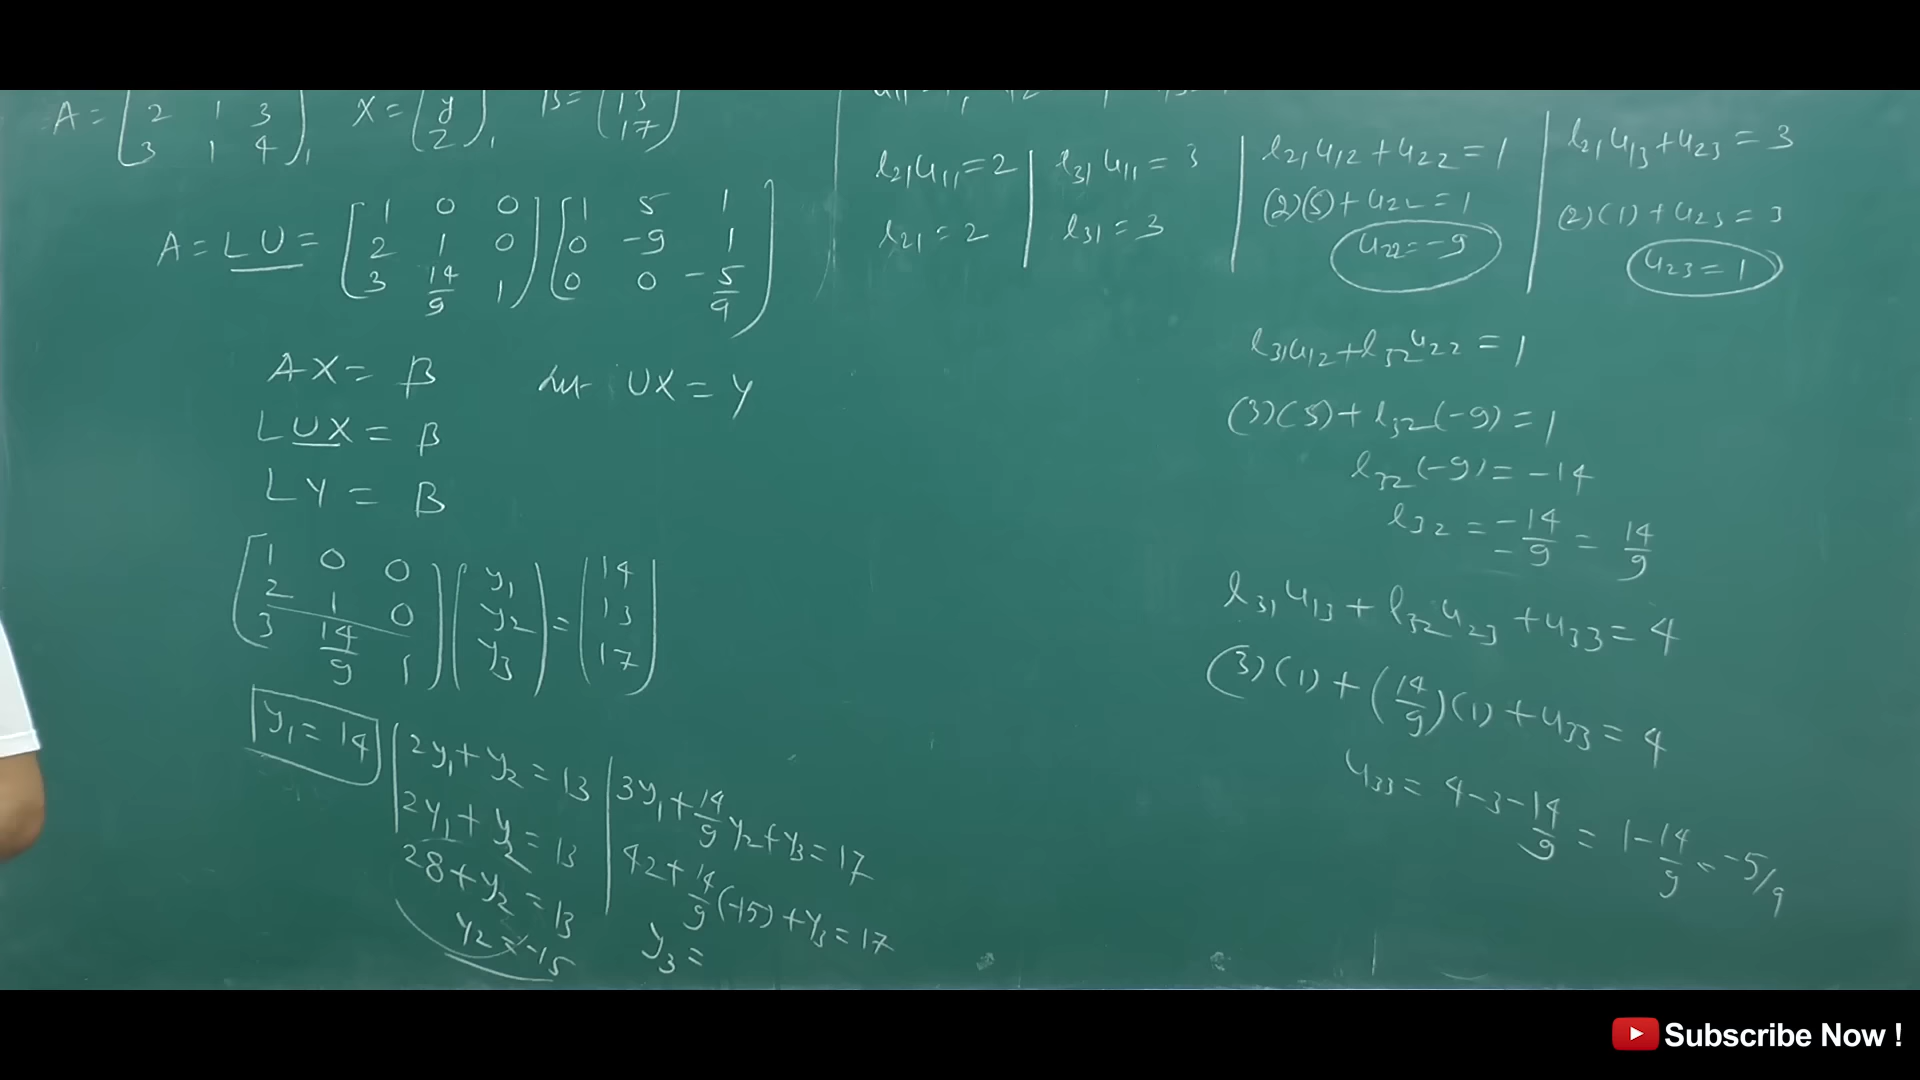 A = [2 1 3
3 1 4], X = (y
z), B = (13
17)
A = LU = [1 0 0
2 1 0
3 14/9 1] [1 5 1
0 -9 1
0 0 -5/9]
AX = B Let UX = Y
LUX = B
LY = B
[1 0 0
2 1 0
3 14/9 1] [y1
y2
y3] = [14
13
17]
y1 = 14
2y1 + y2 = 13
2y1 + y2 = 13
28 + y2 = 13
y2 = -15
3y1 + 14/9 y2 + y3 = 17
42 + 14/9 (-15) + y3 = 17
y3 =
l21 u11 = 2
l21 = 2
l31 u11 = 3
l31 = 3
l21 u12 + u22 = 1
(2)(5) + u22 = 1
u22 = -9
l21 u13 + u23 = 3
(2)(1) + u23 = 3
u23 = 1
l31 u12 + l32 u22 = 1
(3)(5) + l32 (-9) = 1
l32 (-9) = -14
l32 = -14/-9 = 14/9
l31 u13 + l32 u23 + u33 = 4
(3)(1) + (14/9)(1) + u33 = 4
u33 = 4-3-14/9 = 1-14/9 = -5/9
Subscribe Now !